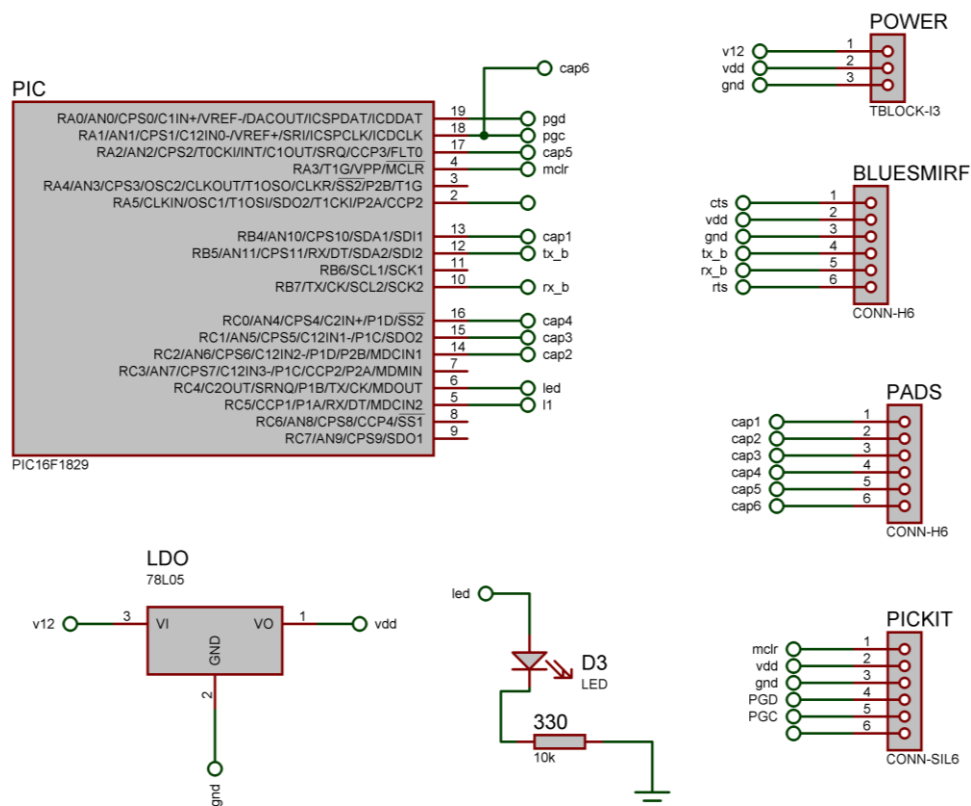 POWER
v12 1
vdd 2
gnd 3
TBLOCK-I3
cap6
PIC
RA0/AN0/CPS0/C1IN+/VREF-/DACOUT/ICSPDAT/ICDDAT 19 pgd
RA1/AN1/CPS1/C12IN0-/VREF+/SRI/ICSPCLK/ICDCLK 18 pgc
RA2/AN2/CPS2/T0CKI/INT/C1OUT/SRQ/CCP3/FLT0 17 cap5
RA3/T1G/VPP/MCLR 4 mclr
RA4/AN3/CPS3/OSC2/CLKOUT/T1OSO/CLKR/SS2/P2B/T1G 3
RA5/CLKIN/OSC1/T1OSI/SDO2/T1CKI/P2A/CCP2 2
RB4/AN10/CPS10/SDA1/SDI1 13 cap1
RB5/AN11/CPS11/RX/DT/SDA2/SDI2 12 tx_b
RB6/SCL1/SCK1 11
RB7/TX/CK/SCL2/SCK2 10 rx_b
RC0/AN4/CPS4/C2IN+/P1D/SS2 16 cap4
RC1/AN5/CPS5/C12IN1-/P1C/SDO2 15 cap3
RC2/AN6/CPS6/C12IN2-/P1D/P2B/MDCIN1 14 cap2
RC3/AN7/CPS7/C12IN3-/P1C/CCP2/P2A/MDMIN 7
RC4/C2OUT/SRNQ/P1B/TX/CK/MDOUT 6 led
RC5/CCP1/P1A/RX/DT/MDCIN2 5 l1
RC6/AN8/CPS8/CCP4/SS1 8
RC7/AN9/CPS9/SDO1 9
PIC16F1829
BLUESMIRF
cts 1
vdd 2
gnd 3
tx_b 4
rx_b 5
rts 6
CONN-H6
PADS
cap1 1
cap2 2
cap3 3
cap4 4
cap5 5
cap6 6
CONN-H6
LDO
78L05
v12 3 VI VO 1 vdd
GND
2
gnd
led
D3
LED
330
10k
PICKIT
mclr 1
vdd 2
gnd 3
PGD 4
PGC 5
6
CONN-SIL6